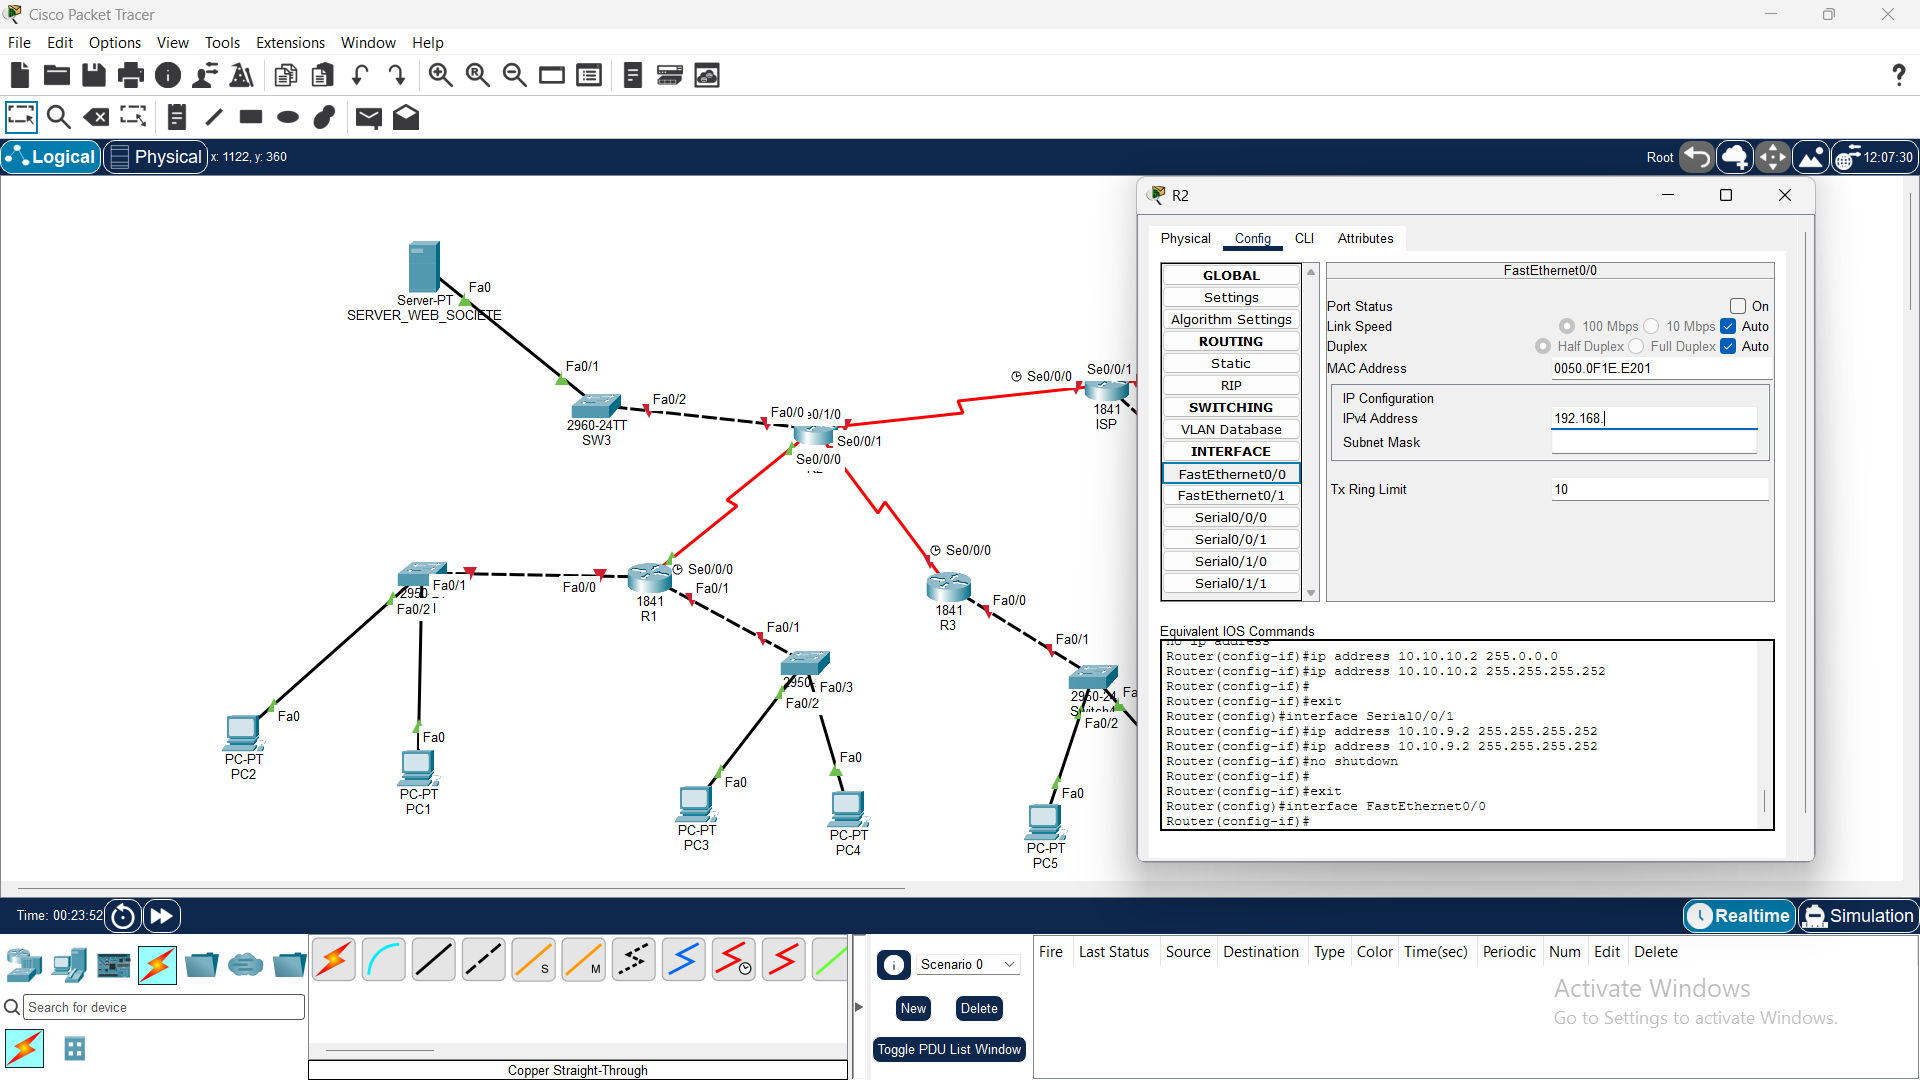 Cisco Packet Tracer
File Edit Options View Tools Extensions Window Help
Logical Physical x: 1122, y: 360
Root 12:07:30
R2
Physical Config CLI Attributes
GLOBAL
Settings
Algorithm Settings
ROUTING
Static
RIP
SWITCHING
VLAN Database
INTERFACE
FastEthernet0/0
FastEthernet0/1
Serial0/0/0
Serial0/0/1
Serial0/1/0
Serial0/1/1
FastEthernet0/0
Port Status On
Link Speed 100 Mbps 10 Mbps Auto
Duplex Half Duplex Full Duplex Auto
MAC Address 0050.0F1E.E201
IP Configuration
IPv4 Address 192.168.
Subnet Mask
Tx Ring Limit 10
Equivalent IOS Commands
no ip address
Router(config-if)#ip address 10.10.10.2 255.0.0.0
Router(config-if)#ip address 10.10.10.2 255.255.255.252
Router(config-if)#
Router(config-if)#exit
Router(config)#interface Serial0/0/1
Router(config-if)#ip address 10.10.9.2 255.255.255.252
Router(config-if)#ip address 10.10.9.2 255.255.255.252
Router(config-if)#no shutdown
Router(config-if)#
Router(config-if)#exit
Router(config)#interface FastEthernet0/0
Router(config-if)#
Fa0
Server-PT
SERVER_WEB_SOCIETE
Fa0/1
Fa0/2
2960-24TT
SW3
Fa0/0
Se0/0/1
Se0/0/0
Se0/0/0
Se0/0/1
1841
ISP
Fa0/1
Fa0/2
Fa0/0
Se0/0/0
Fa0/1
1841
R1
Se0/0/0
1841
R3
Fa0/0
Fa0/1
Fa0/1
Fa0/3
Fa0/2
Fa0/2
Fa0
PC-PT
PC2
Fa0
PC-PT
PC1
Fa0
PC-PT
PC3
Fa0
PC-PT
PC4
Fa0
PC-PT
PC5
Time: 00:23:52
Realtime Simulation
Search for device
S
M
Copper Straight-Through
Scenario 0
New Delete
Toggle PDU List Window
Fire Last Status Source Destination Type Color Time(sec) Periodic Num Edit Delete
Activate Windows
Go to Settings to activate Windows.